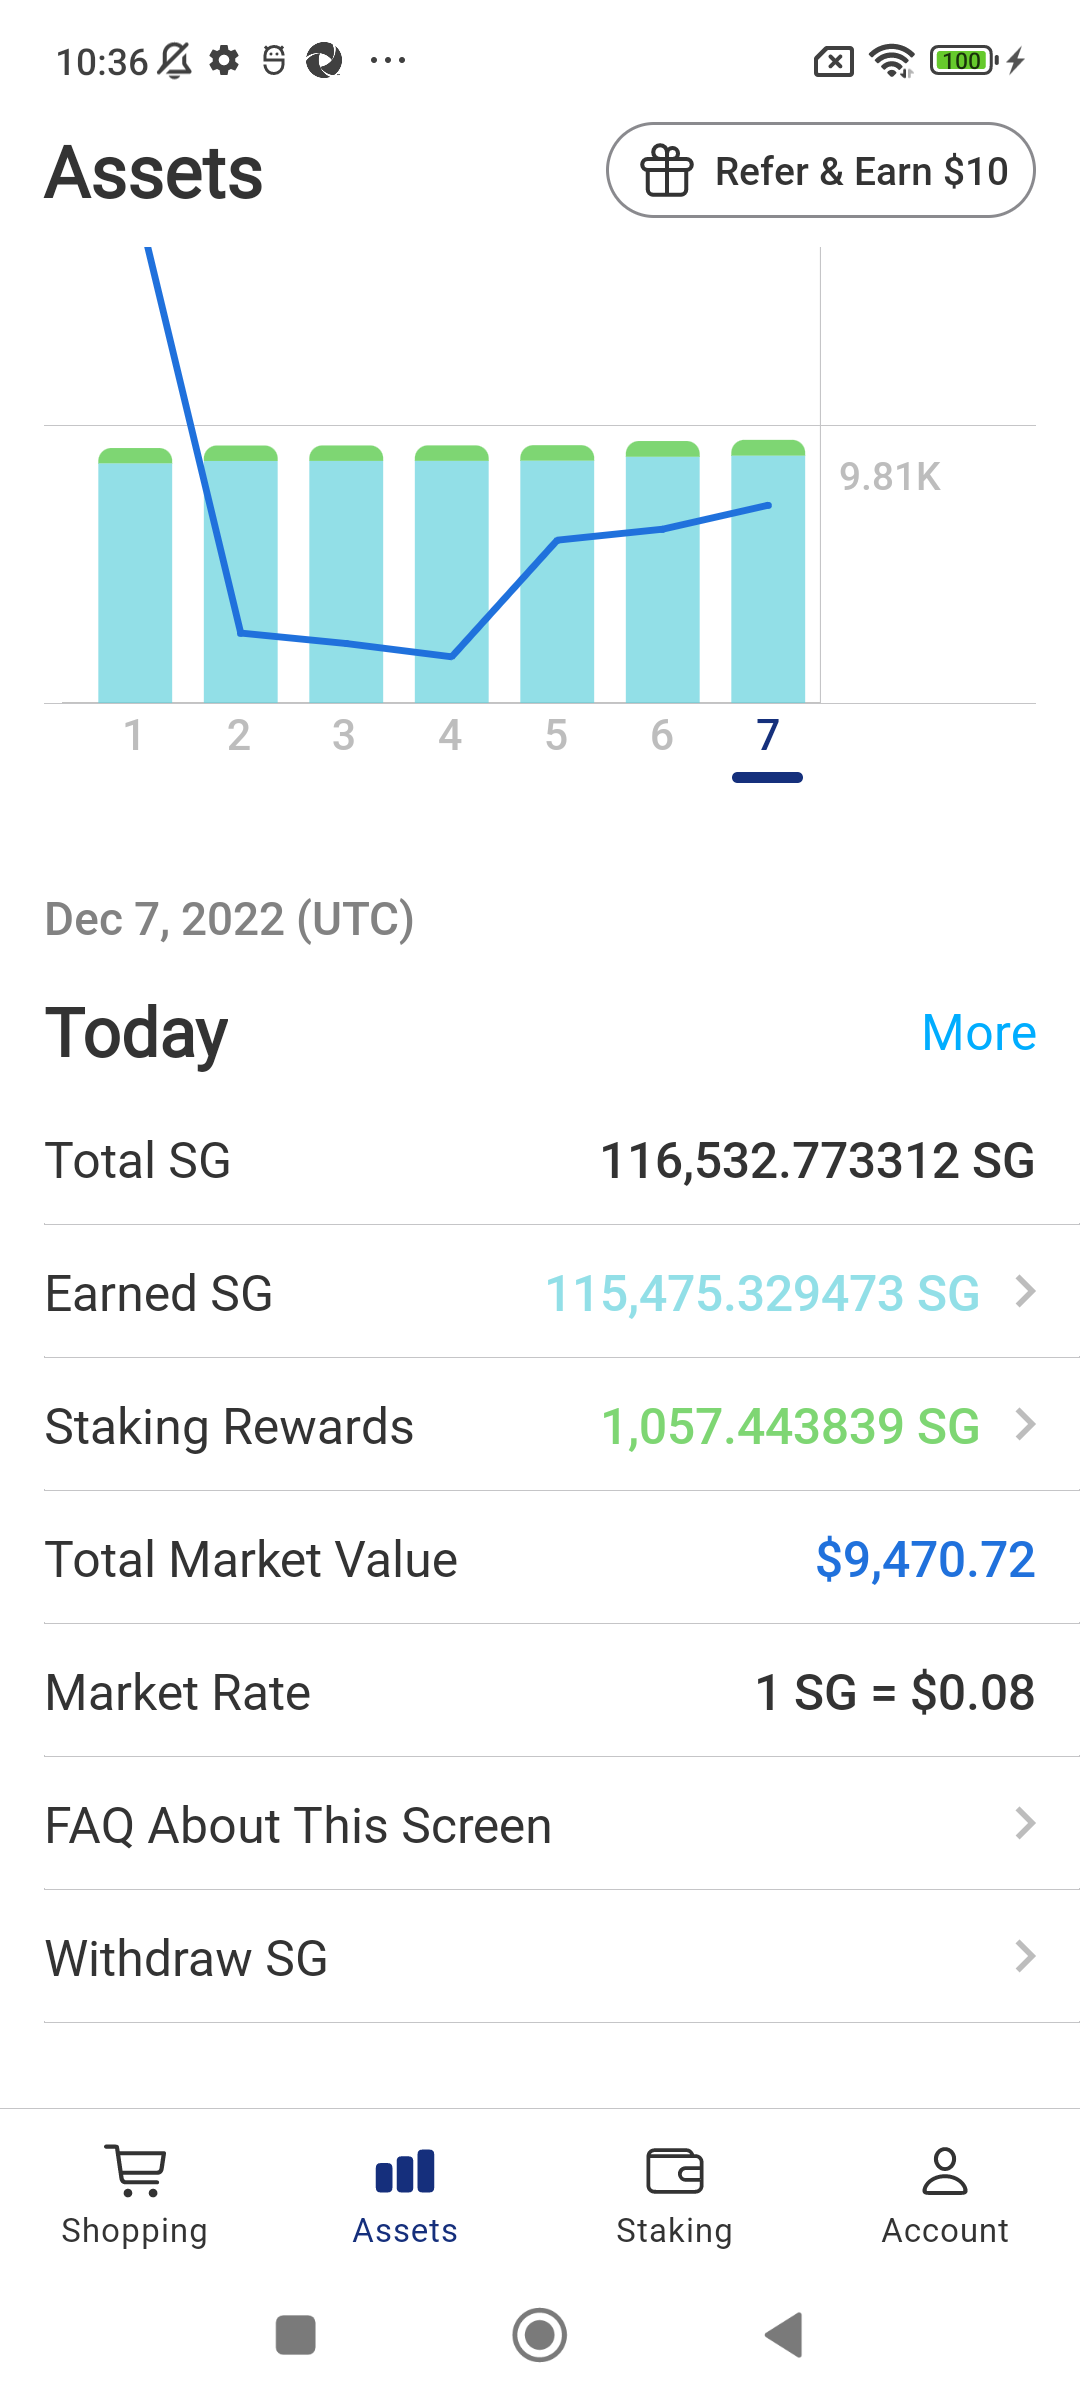 10:36
100
Assets
Refer & Earn $10
9.81K
1 2 3 4 5 6 7
Dec 7, 2022 (UTC)
Today More
Total SG 116,532.773312 SG
Earned SG 115,475.329473 SG
Staking Rewards 1,057.443839 SG
Total Market Value $9,470.72
Market Rate 1 SG = $0.08
FAQ About This Screen
Withdraw SG
Shopping Assets Staking Account